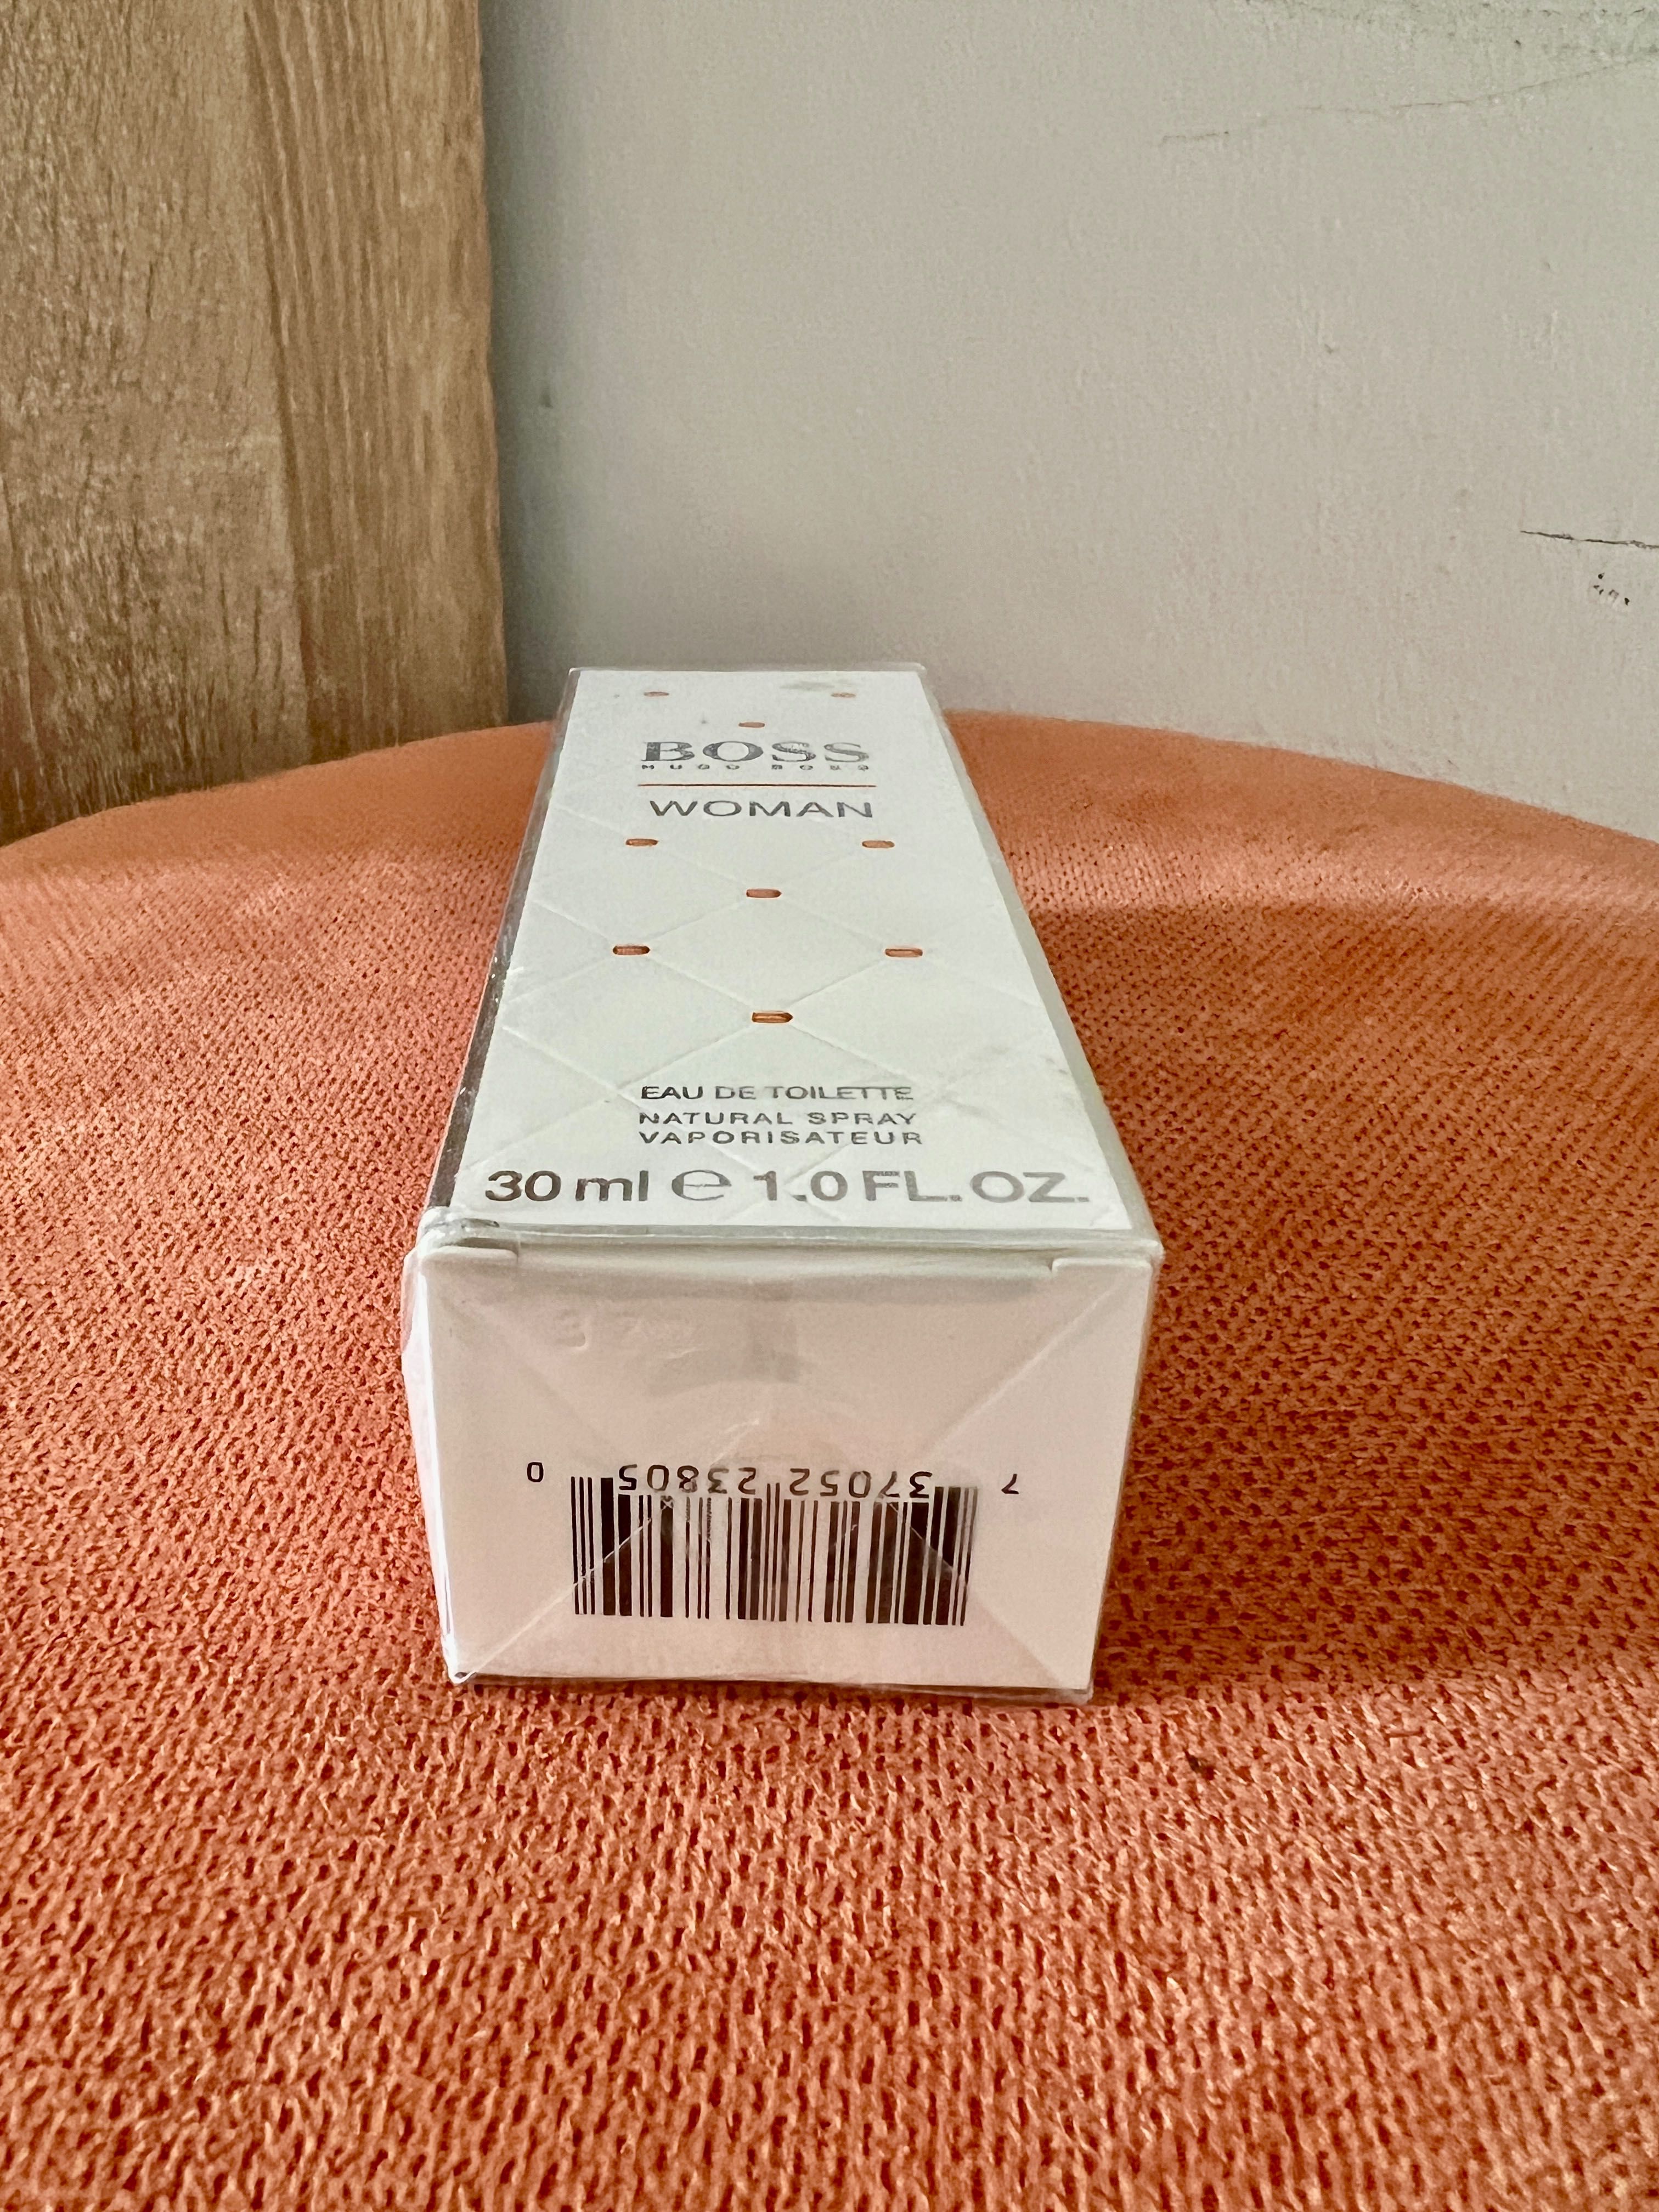 BOSS
HUGO BOSS
WOMAN
EAU DE TOILETTE
NATURAL SPRAY
VAPORISATEUR
30 ml ℮ 1.0 FL. OZ.
7 37052 23805 0